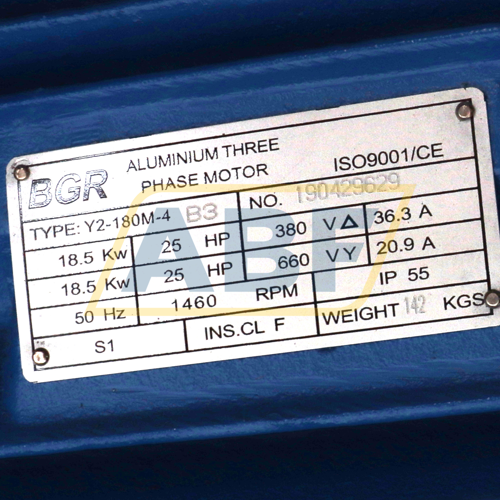 BGR ALUMINIUM THREE PHASE MOTOR ISO9001/CE
TYPE: Y2-180M-4 B3 NO. 190429629
18.5 Kw 25 HP 380 V Δ 36.3 A
18.5 Kw 25 HP 660 V Y 20.9 A
50 Hz 1460 RPM IP 55
S1 INS.CL F WEIGHT 142 KGS
ABF